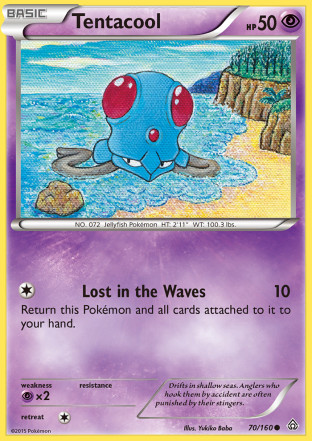 BASIC
Tentacool
HP 50
NO. 072 Jellyfish Pokémon HT: 2'11" WT: 100.3 lbs.
Lost in the Waves 10
Return this Pokémon and all cards attached to it to
your hand.
weakness resistance
×2
retreat
Drifts in shallow seas. Anglers who
hook them by accident are often
punished by their stingers.
©2015 Pokémon
Illus. Yukiko Baba
70/160